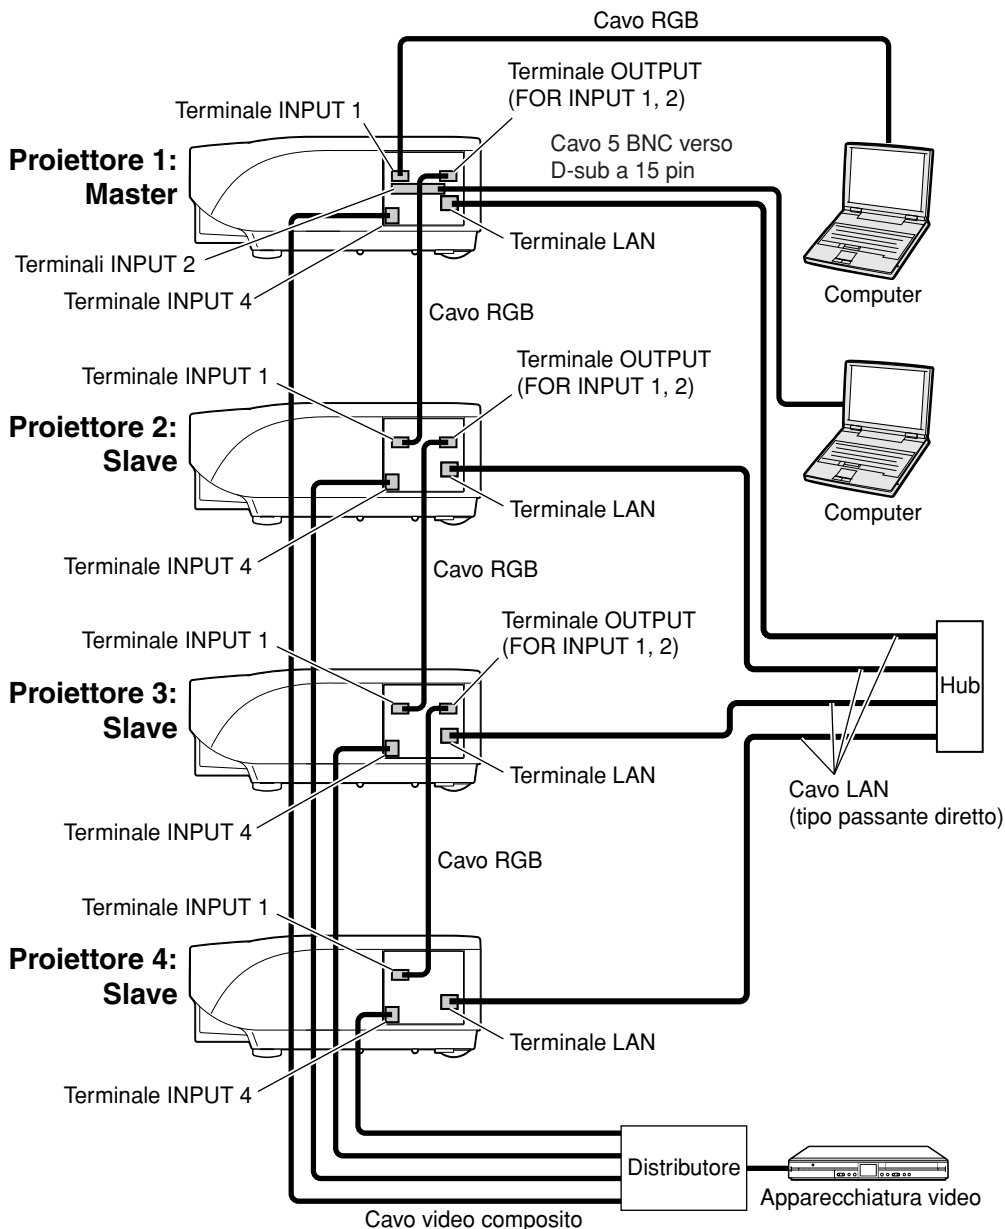 Cavo RGB
Terminale OUTPUT
(FOR INPUT 1, 2)
Terminale INPUT 1
Cavo 5 BNC verso
D-sub a 15 pin
Proiettore 1:
Master
Terminale LAN
Terminali INPUT 2
Terminale INPUT 4
Computer
Cavo RGB
Terminale OUTPUT
(FOR INPUT 1, 2)
Terminale INPUT 1
Proiettore 2:
Slave
Terminale LAN
Computer
Terminale INPUT 4
Cavo RGB
Terminale OUTPUT
(FOR INPUT 1, 2)
Terminale INPUT 1
Proiettore 3:
Slave
Hub
Terminale LAN
Cavo LAN
(tipo passante diretto)
Terminale INPUT 4
Cavo RGB
Terminale INPUT 1
Proiettore 4:
Slave
Terminale LAN
Terminale INPUT 4
Distributore
Apparecchiatura video
Cavo video composito